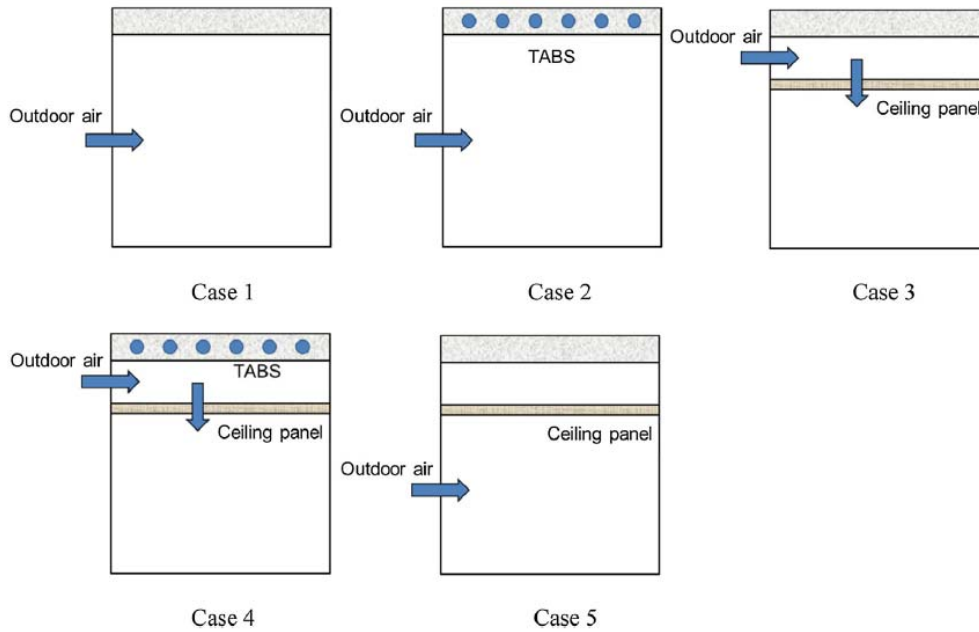 TABS
Outdoor air
Ceiling panel
Outdoor air
Outdoor air
Case 1
Case 2
Case 3
Outdoor air
TABS
Ceiling panel
Ceiling panel
Outdoor air
Case 4
Case 5